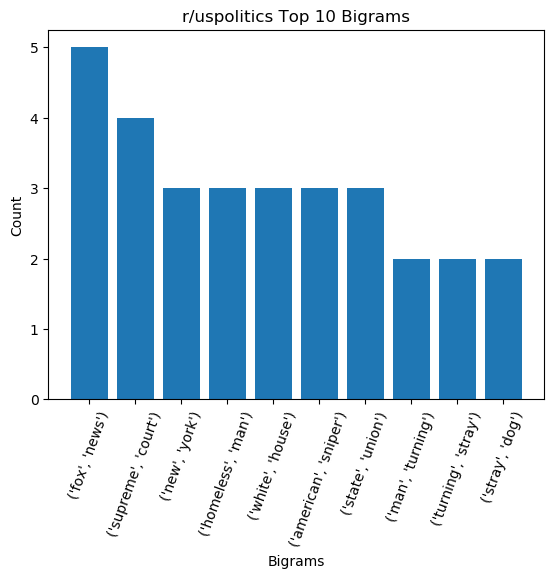 r/uspolitics Top 10 Bigrams
5
4
3
2
1
0
Count
('fox', 'news')
('supreme', 'court')
('new', 'york')
('homeless', 'man')
('white', 'house')
('american', 'sniper')
('state', 'union')
('man', 'turning')
('turning', 'stray')
('stray', 'dog')
Bigrams